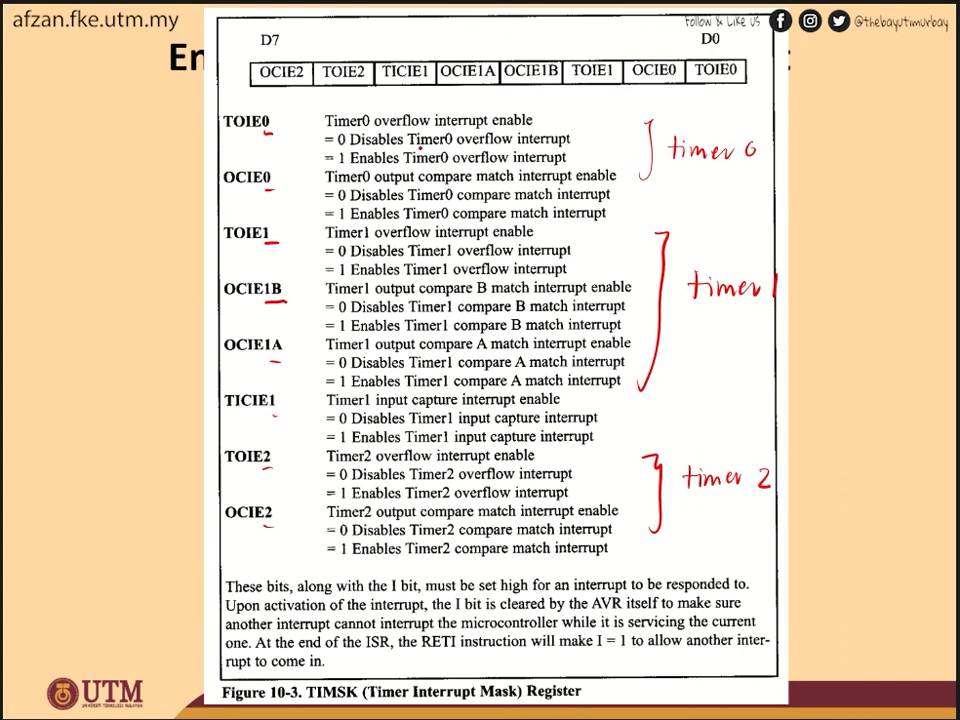 afzan.fke.utm.my
Follow & Like Us
@thebayutimurbay
En
D7 D0
OCIE2 TOIE2 TICIE1 OCIE1A OCIE1B TOIE1 OCIE0 TOIE0
TOIE0 Timer0 overflow interrupt enable
= 0 Disables Timer0 overflow interrupt
= 1 Enables Timer0 overflow interrupt
timer 0
OCIE0 Timer0 output compare match interrupt enable
= 0 Disables Timer0 compare match interrupt
= 1 Enables Timer0 compare match interrupt
TOIE1 Timer1 overflow interrupt enable
= 0 Disables Timer1 overflow interrupt
= 1 Enables Timer1 overflow interrupt
OCIE1B Timer1 output compare B match interrupt enable
timer 1
= 0 Disables Timer1 compare B match interrupt
= 1 Enables Timer1 compare B match interrupt
OCIE1A Timer1 output compare A match interrupt enable
= 0 Disables Timer1 compare A match interrupt
= 1 Enables Timer1 compare A match interrupt
TICIE1 Timer1 input capture interrupt enable
= 0 Disables Timer1 input capture interrupt
= 1 Enables Timer1 input capture interrupt
TOIE2 Timer2 overflow interrupt enable
= 0 Disables Timer2 overflow interrupt
timer 2
= 1 Enables Timer2 overflow interrupt
OCIE2 Timer2 output compare match interrupt enable
= 0 Disables Timer2 compare match interrupt
= 1 Enables Timer2 compare match interrupt
These bits, along with the I bit, must be set high for an interrupt to be responded to.
Upon activation of the interrupt, the I bit is cleared by the AVR itself to make sure
another interrupt cannot interrupt the microcontroller while it is servicing the current
one. At the end of the ISR, the RETI instruction will make I = 1 to allow another inter-
rupt to come in.
Figure 10-3. TIMSK (Timer Interrupt Mask) Register
UTM
UNIVERSITI TEKNOLOGI MALAYSIA